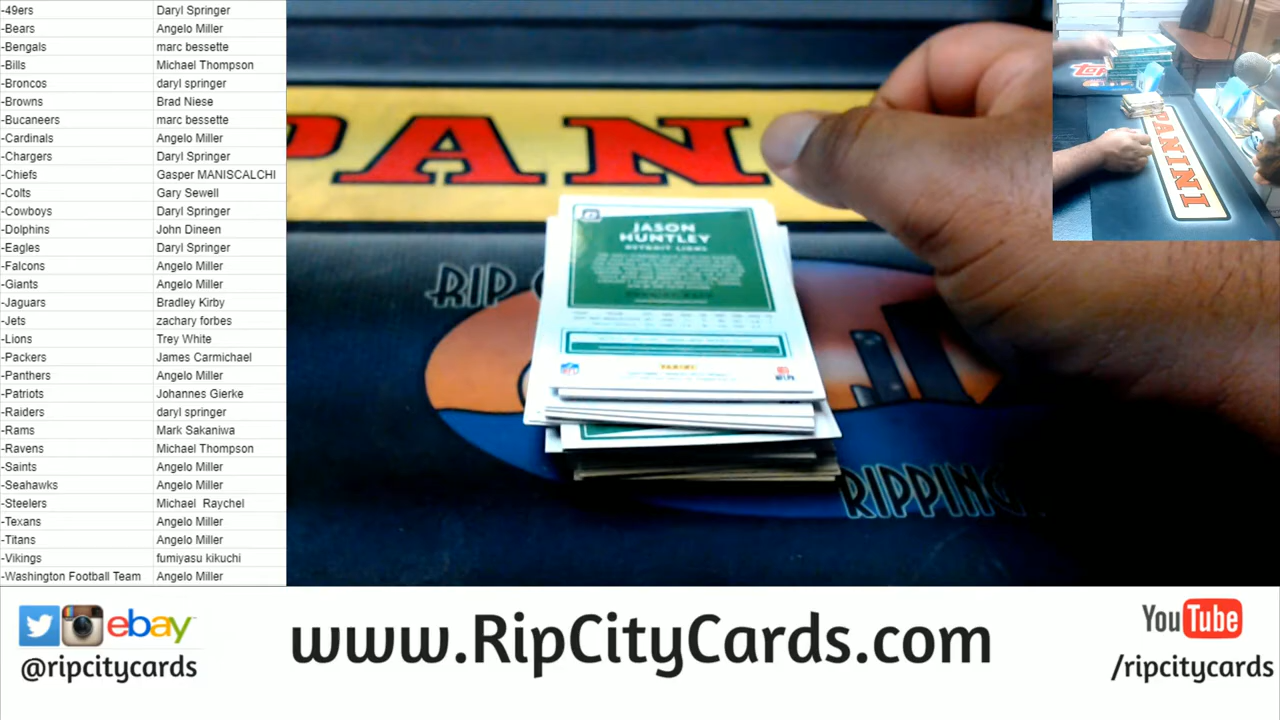 -49ers Daryl Springer
-Bears Angelo Miller
-Bengals marc bessette
-Bills Michael Thompson
-Broncos daryl springer
-Browns Brad Niese
-Bucaneers marc bessette
-Cardinals Angelo Miller
-Chargers Daryl Springer
-Chiefs Gasper MANISCALCHI
-Colts Gary Sewell
-Cowboys Daryl Springer
-Dolphins John Dineen
-Eagles Daryl Springer
-Falcons Angelo Miller
-Giants Angelo Miller
-Jaguars Bradley Kirby
-Jets zachary forbes
-Lions Trey White
-Packers James Carmichael
-Panthers Angelo Miller
-Patriots Johannes Gierke
-Raiders daryl springer
-Rams Mark Sakaniwa
-Ravens Michael Thompson
-Saints Angelo Miller
-Seahawks Angelo Miller
-Steelers Michael Raychel
-Texans Angelo Miller
-Titans Angelo Miller
-Vikings fumiyasu kikuchi
-Washington Football Team Angelo Miller
PAN
JASON
HUNTLEY
DETROIT LIONS
PANINI
RIP
RIPPING
PANINI
ebay
@ripcitycards
www.RipCityCards.com
YouTube
/ripcitycards